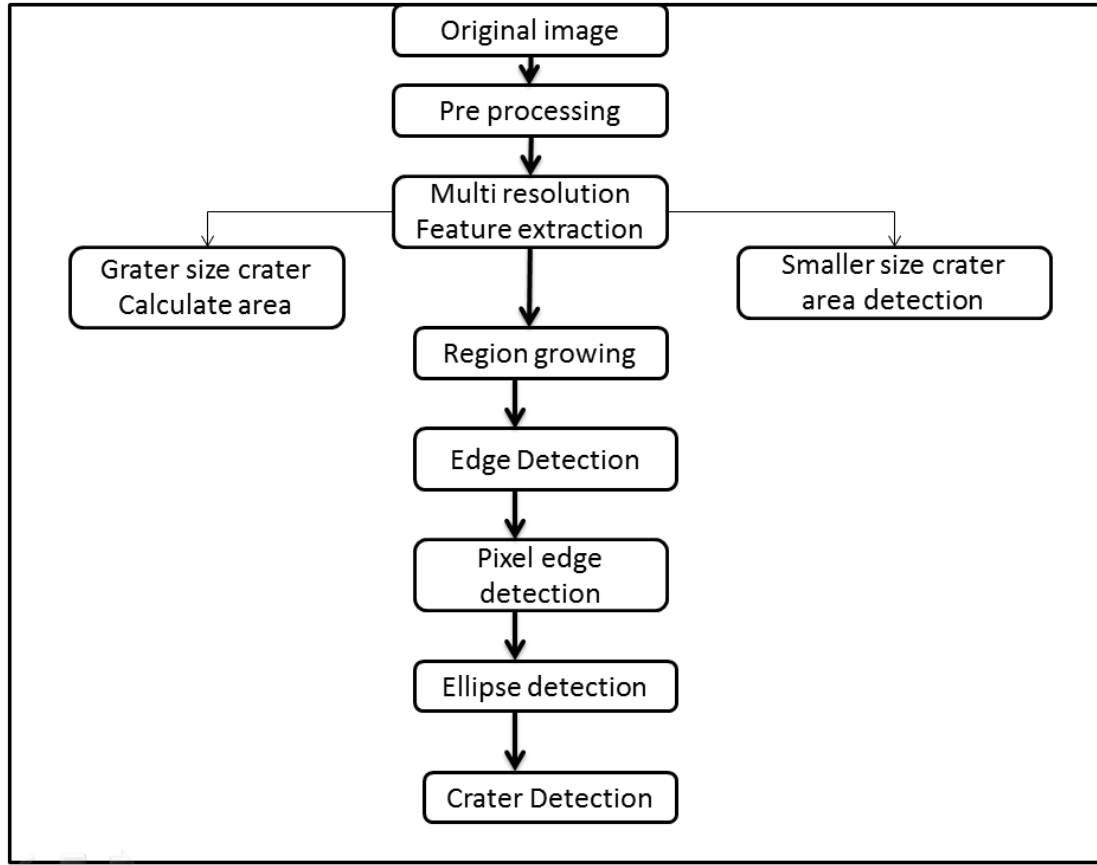 Original image
Pre processing
Multi resolution
Feature extraction
Grater size crater
Calculate area
Smaller size crater
area detection
Region growing
Edge Detection
Pixel edge
detection
Ellipse detection
Crater Detection